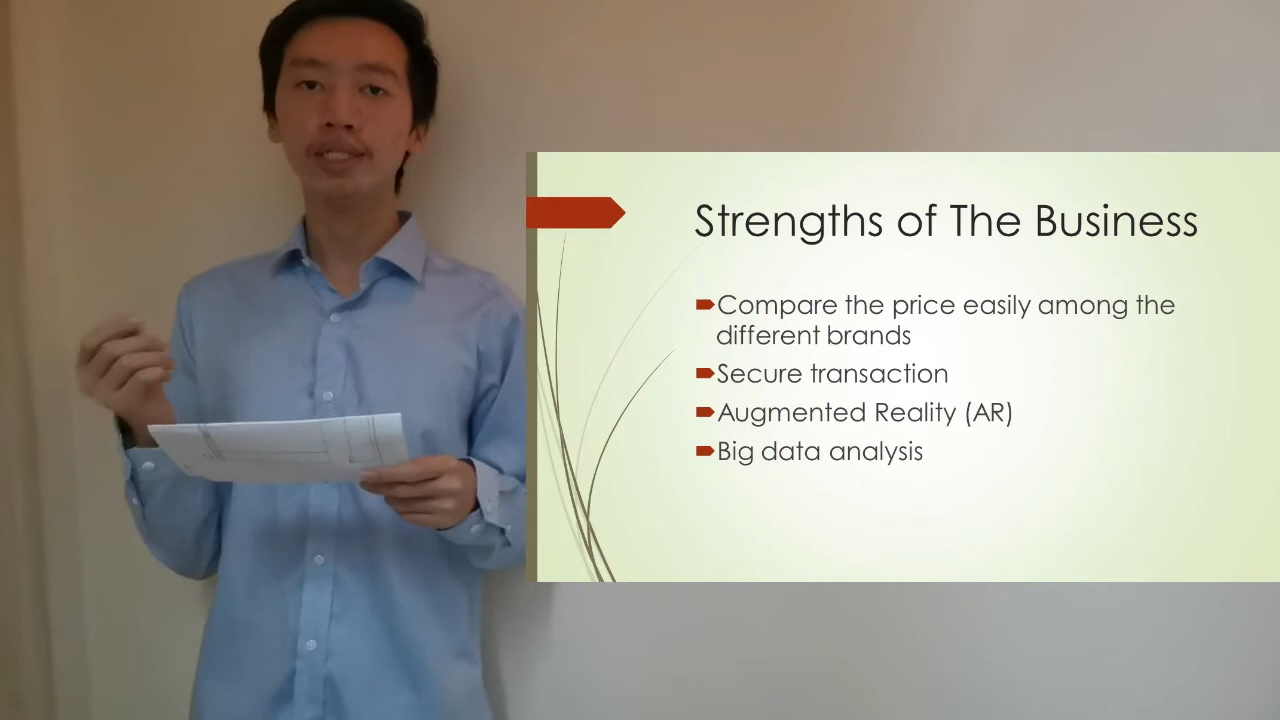 Strengths of The Business
Compare the price easily among the
different brands
Secure transaction
Augmented Reality (AR)
Big data analysis